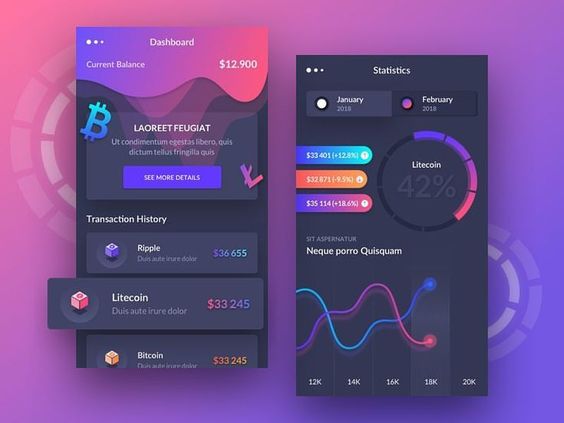 Dashboard
Current Balance
$12.900
LAOREET FEUGIAT
Ut condimentum egestas libero, quis
dictum tellus fringilla quis
SEE MORE DETAILS
Transaction History
Ripple
Duis aute irure dolor
$36 655
Litecoin
Duis aute irure dolor
$33 245
Bitcoin
Duis aute irure dolor
$33 245
Statistics
January
2018
February
2018
$33 401 (+12.8%)
$32 871 (-9.5%)
$35 114 (+18.6%)
Litecoin
42%
SIT ASPERNATUR
Neque porro Quisquam
12K
14K
16K
18K
20K